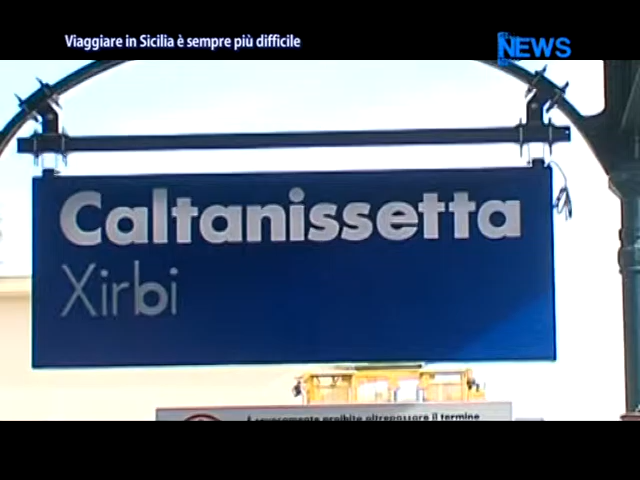 Viaggiare in Sicilia è sempre più difficile
NEWS
Caltanissetta
Xirbi
È severamente proibito oltrepassare il termine